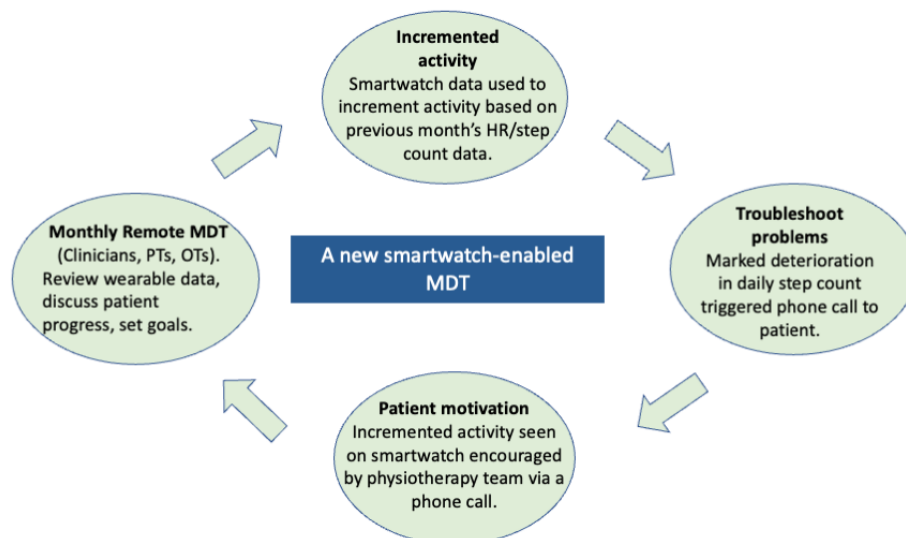 Incremented
activity
Smartwatch data used to
increment activity based on
previous month's HR/step
count data.
Monthly Remote MDT
(Clinicians, PTs, OTs).
Review wearable data,
discuss patient
progress, set goals.
A new smartwatch-enabled
MDT
Troubleshoot
problems
Marked deterioration
in daily step count
triggered phone call to
patient.
Patient motivation
Incremented activity seen
on smartwatch encouraged
by physiotherapy team via a
phone call.